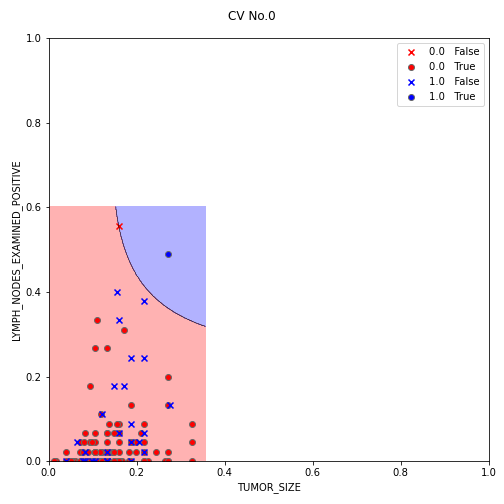 CV No.0
1.0
0.8
0.6
0.4
0.2
0.0
0.0 0.2 0.4 0.6 0.8 1.0
LYMPH_NODES_EXAMINED_POSITIVE
TUMOR_SIZE
0.0 False
0.0 True
1.0 False
1.0 True